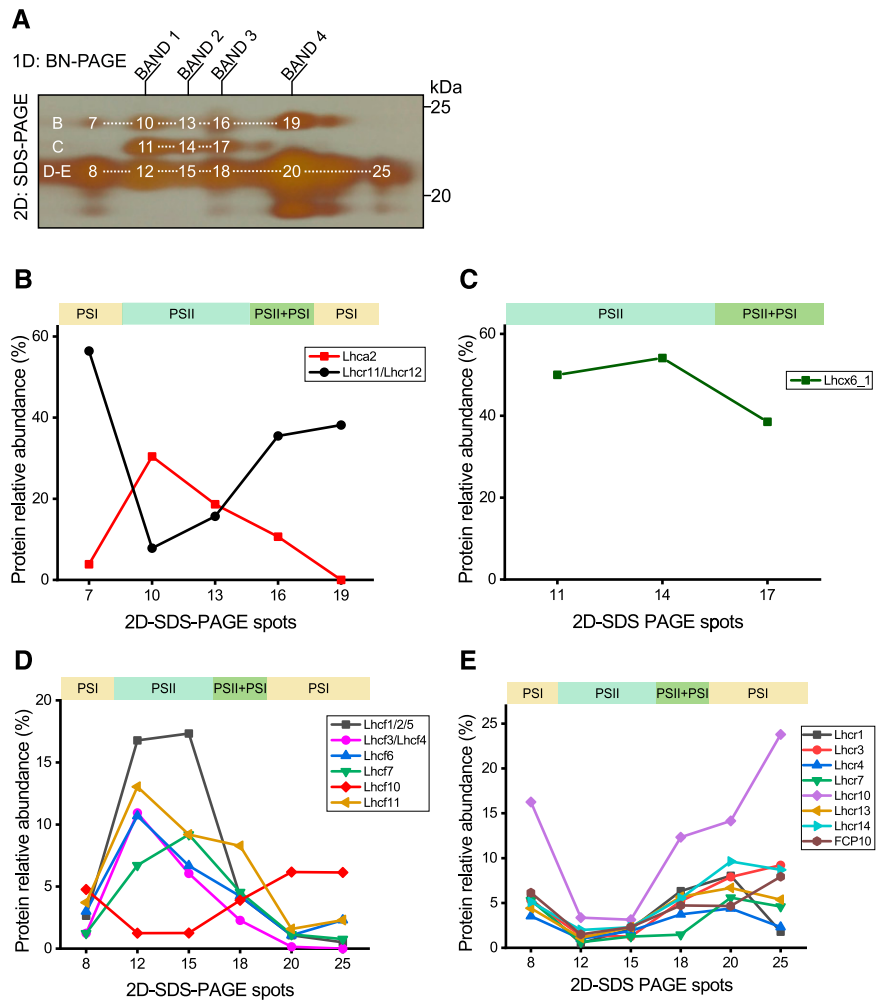 A
1D: BN-PAGE
BAND 1
BAND 2
BAND 3
BAND 4
kDa
25
20
2D: SDS-PAGE
B 7 10 13 16 19
C 11 14 17
D-E 8 12 15 18 20 25
B
PSI PSII PSII+PSI PSI
Protein relative abundance (%)
60
40
20
0
Lhca2
Lhcr11/Lhcr12
7 10 13 16 19
2D-SDS-PAGE spots
C
PSII PSII+PSI
Protein relative abundance (%)
60
40
20
0
Lhcx6_1
11 14 17
2D-SDS PAGE spots
D
PSI PSII PSII+PSI PSI
Protein relative abundance (%)
20
15
10
5
0
Lhcf1/2/5
Lhcf3/Lhcf4
Lhcf6
Lhcf7
Lhcf10
Lhcf11
8 12 15 18 20 25
2D-SDS-PAGE spots
E
PSI PSII PSII+PSI PSI
Protein relative abundance (%)
25
20
15
10
5
0
Lhcr1
Lhcr3
Lhcr4
Lhcr7
Lhcr10
Lhcr13
Lhcr14
FCP10
8 12 15 18 20 25
2D-SDS PAGE spots